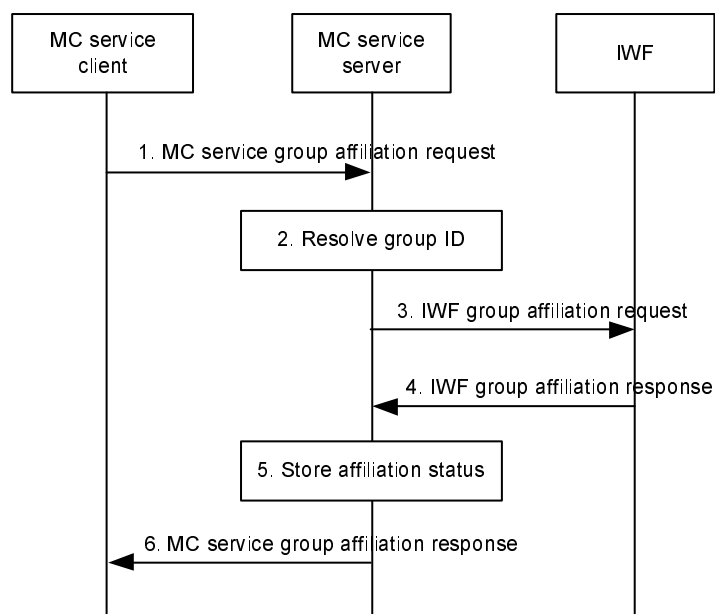 MC service
client
MC service
server
IWF
1. MC service group affiliation request
2. Resolve group ID
3. IWF group affiliation request
4. IWF group affiliation response
5. Store affiliation status
6. MC service group affiliation response